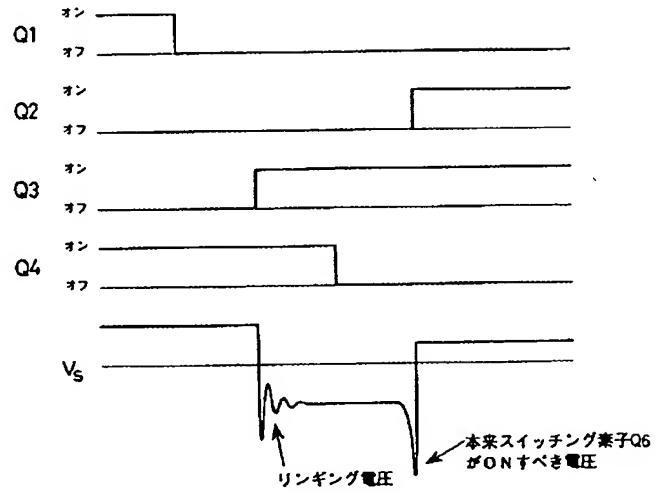 オン
Q1
オフ
オン
Q2
オフ
オン
Q3
オフ
オン
Q4
オフ
VS
リンギング電圧
本来スイッチング素子Q6
がONすべき電圧